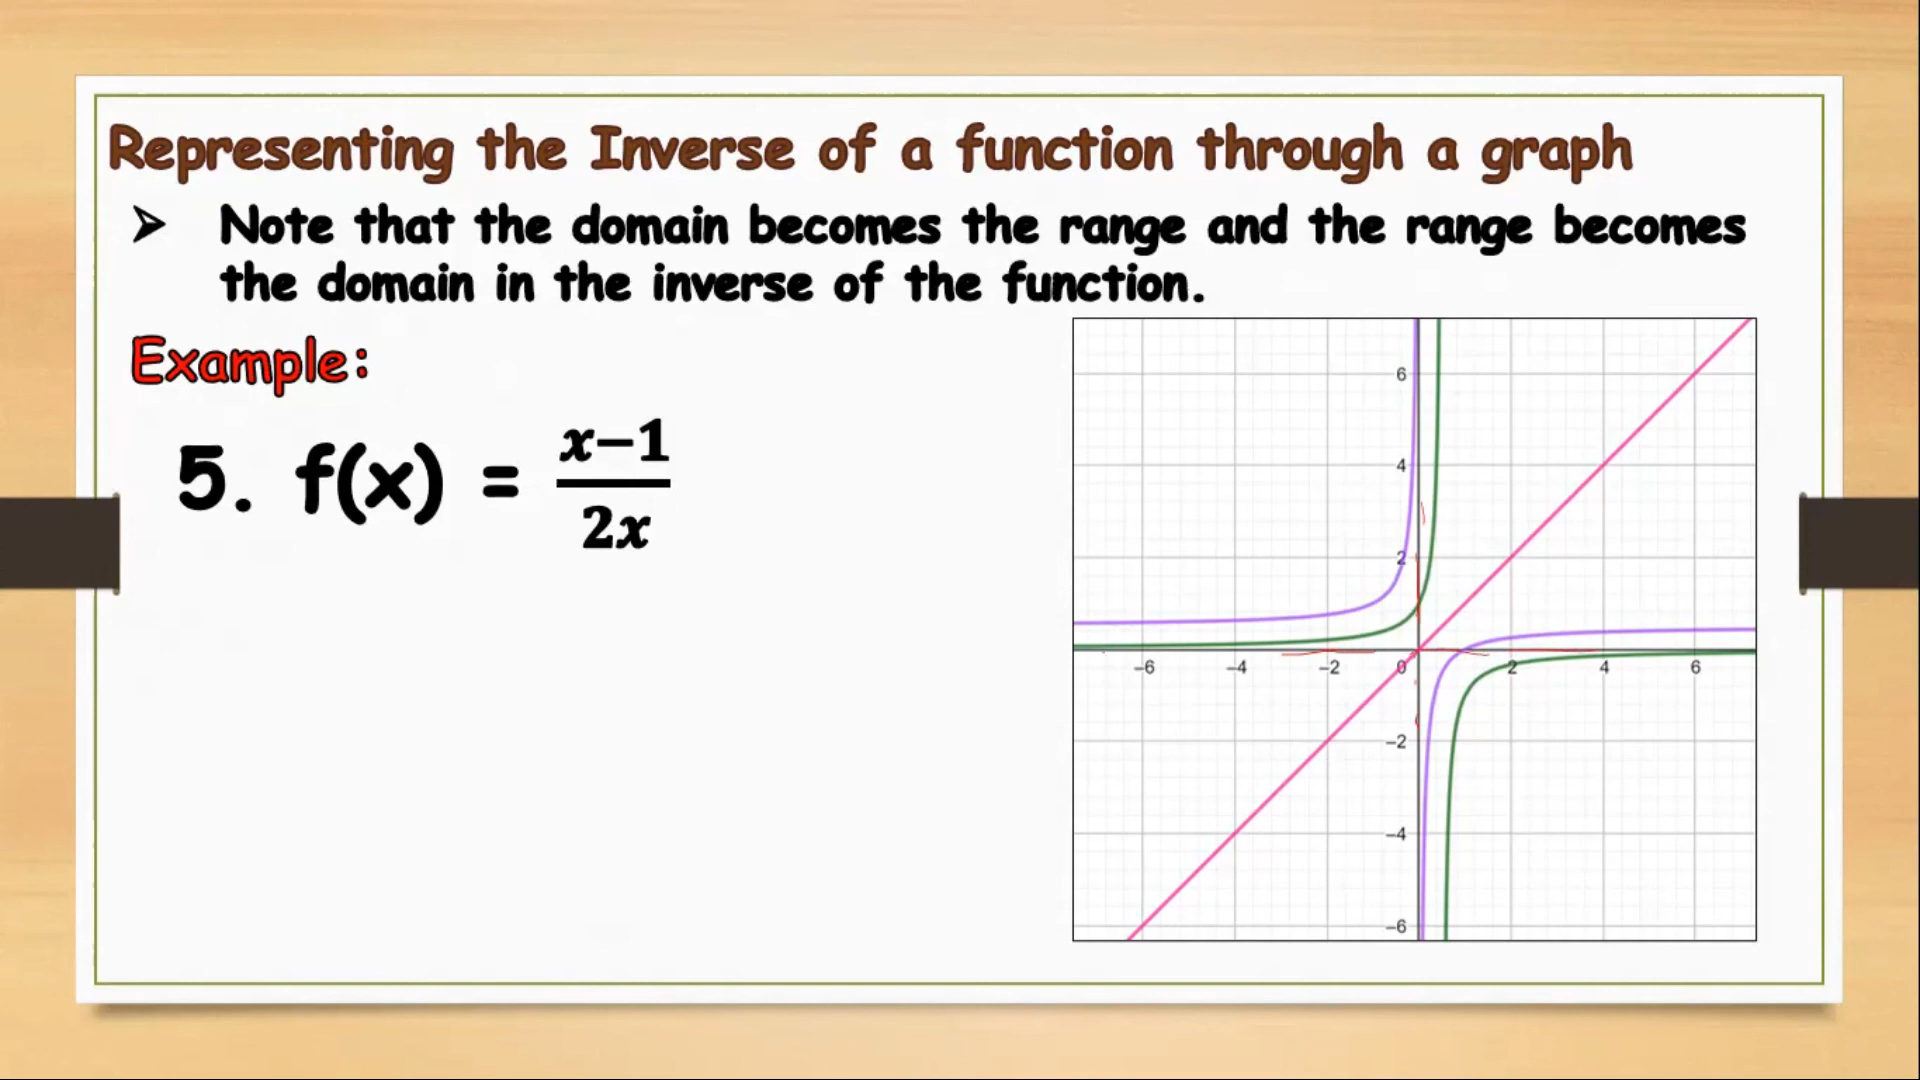 Representing the Inverse of a function through a graph
➢ Note that the domain becomes the range and the range becomes
the domain in the inverse of the function.
Example:
5. f(x) = x−1
2x
6
4
2
−6 −4 −2 0 2 4 6
−2
−4
−6